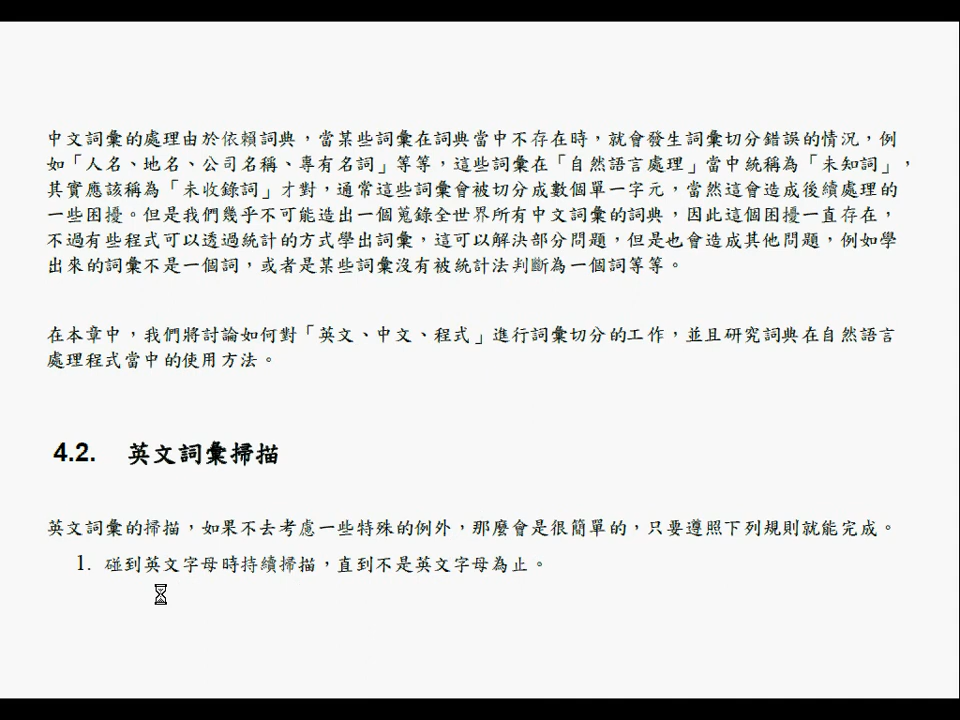 中文詞彙的處理由於依賴詞典，當某些詞彙在詞典當中不存在時，就會發生詞彙切分錯誤的情況，例
如「人名、地名、公司名稱、專有名詞」等等，這些詞彙在「自然語言處理」當中統稱為「未知詞」，
其實應該稱為「未收錄詞」才對，通常這些詞彙會被切分成數個單一字元，當然這會造成後續處理的
一些困擾。但是我們幾乎不可能造出一個蒐錄全世界所有中文詞彙的詞典，因此這個困擾一直存在，
不過有些程式可以透過統計的方式學出詞彙，這可以解決部分問題，但是也會造成其他問題，例如學
出來的詞彙不是一個詞，或者是某些詞彙沒有被統計法判斷為一個詞等等。
在本章中，我們將討論如何對「英文、中文、程式」進行詞彙切分的工作，並且研究詞典在自然語言
處理程式當中的使用方法。
4.2. 英文詞彙掃描
英文詞彙的掃描，如果不去考慮一些特殊的例外，那麼會是很簡單的，只要遵照下列規則就能完成。
1. 碰到英文字母時持續掃描，直到不是英文字母為止。